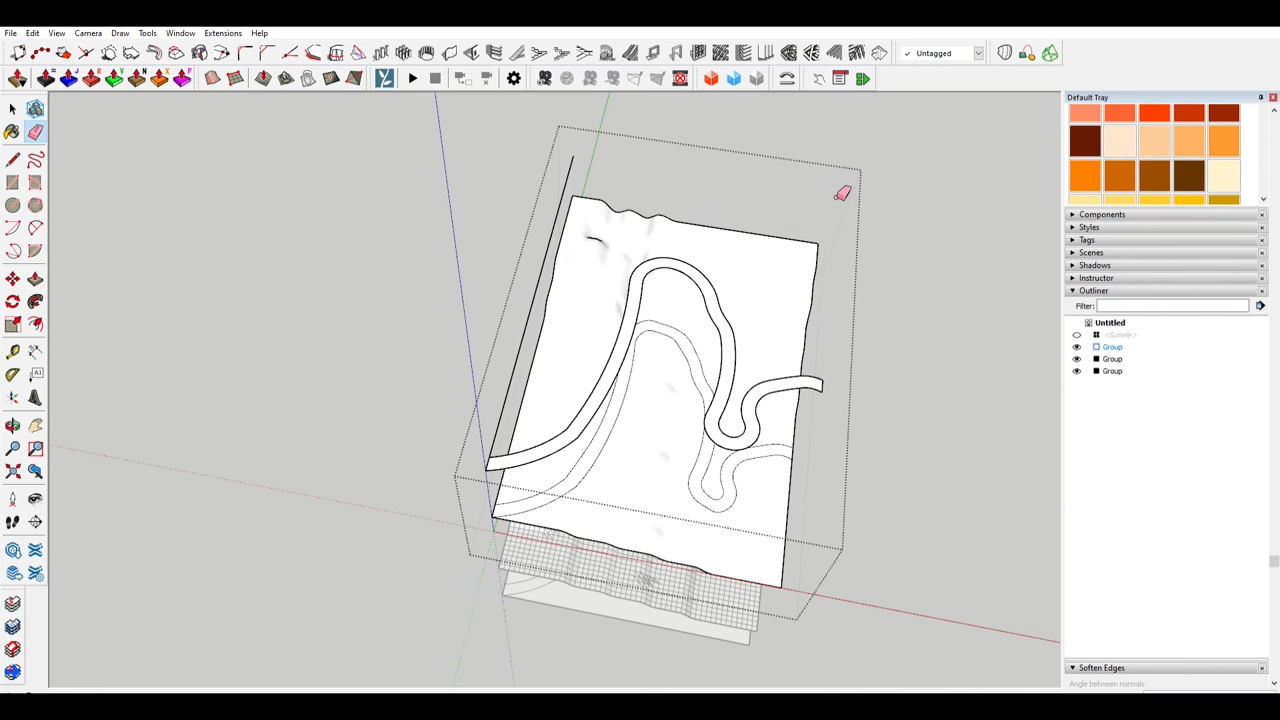 File Edit View Camera Draw Tools Window Extensions Help
✓ Untagged
Default Tray
Components
Styles
Tags
Scenes
Shadows
Instructor
Outliner
Filter:
Untitled
Group
Group
Group
Soften Edges
Angle between normals: